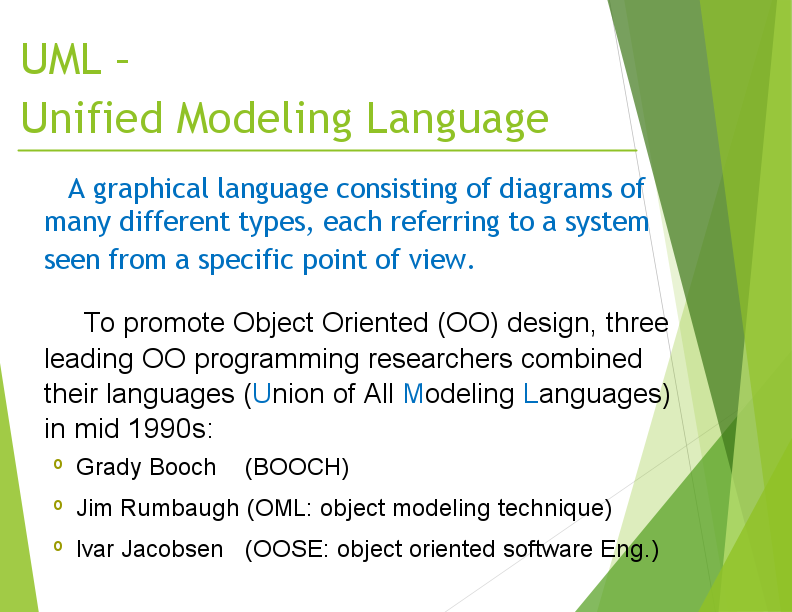 UML –
Unified Modeling Language
A graphical language consisting of diagrams of
many different types, each referring to a system
seen from a specific point of view.
To promote Object Oriented (OO) design, three
leading OO programming researchers combined
their languages (Union of All Modeling Languages)
in mid 1990s:
o Grady Booch (BOOCH)
o Jim Rumbaugh (OML: object modeling technique)
o Ivar Jacobsen (OOSE: object oriented software Eng.)